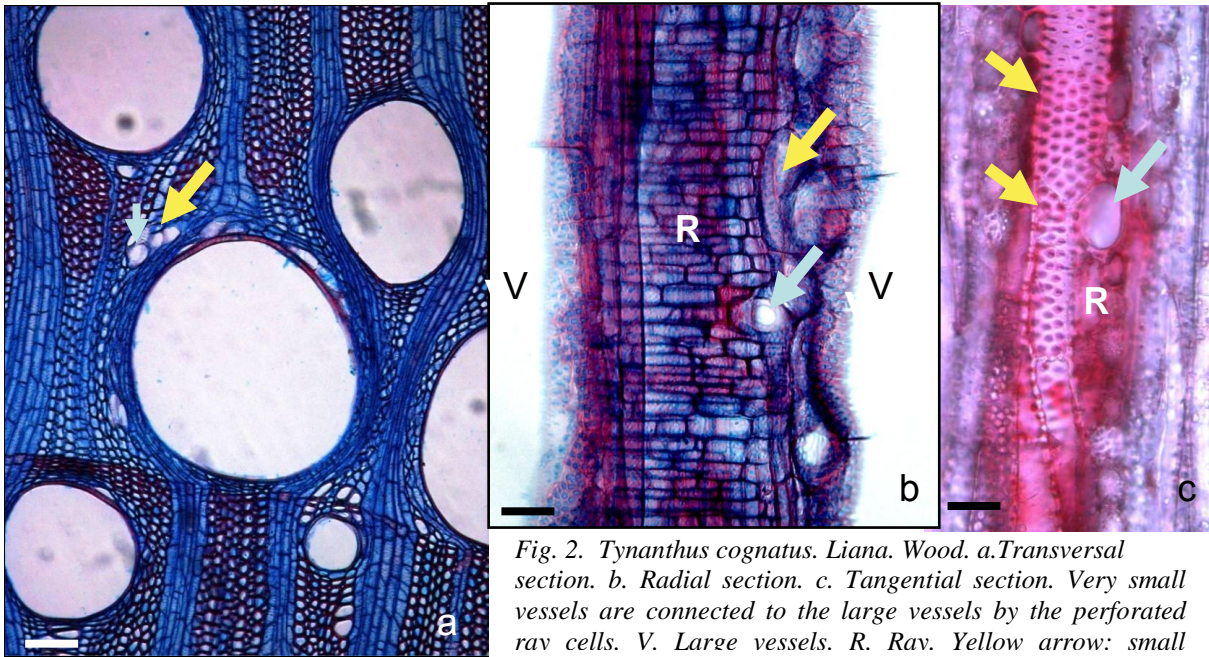 V
R
V
R
a
b
c
Fig. 2. Tynanthus cognatus. Liana. Wood. a.Transversal
section. b. Radial section. c. Tangential section. Very small
vessels are connected to the large vessels by the perforated
ray cells. V. Large vessels. R. Ray. Yellow arrow: small